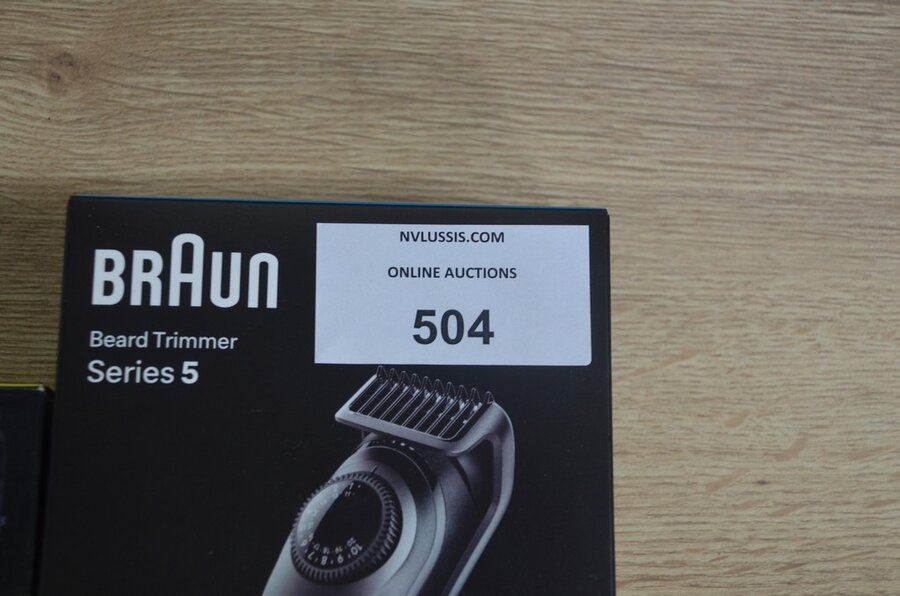 BRAUN
Beard Trimmer
Series 5
NVLUSSIS.COM
ONLINE AUCTIONS
504